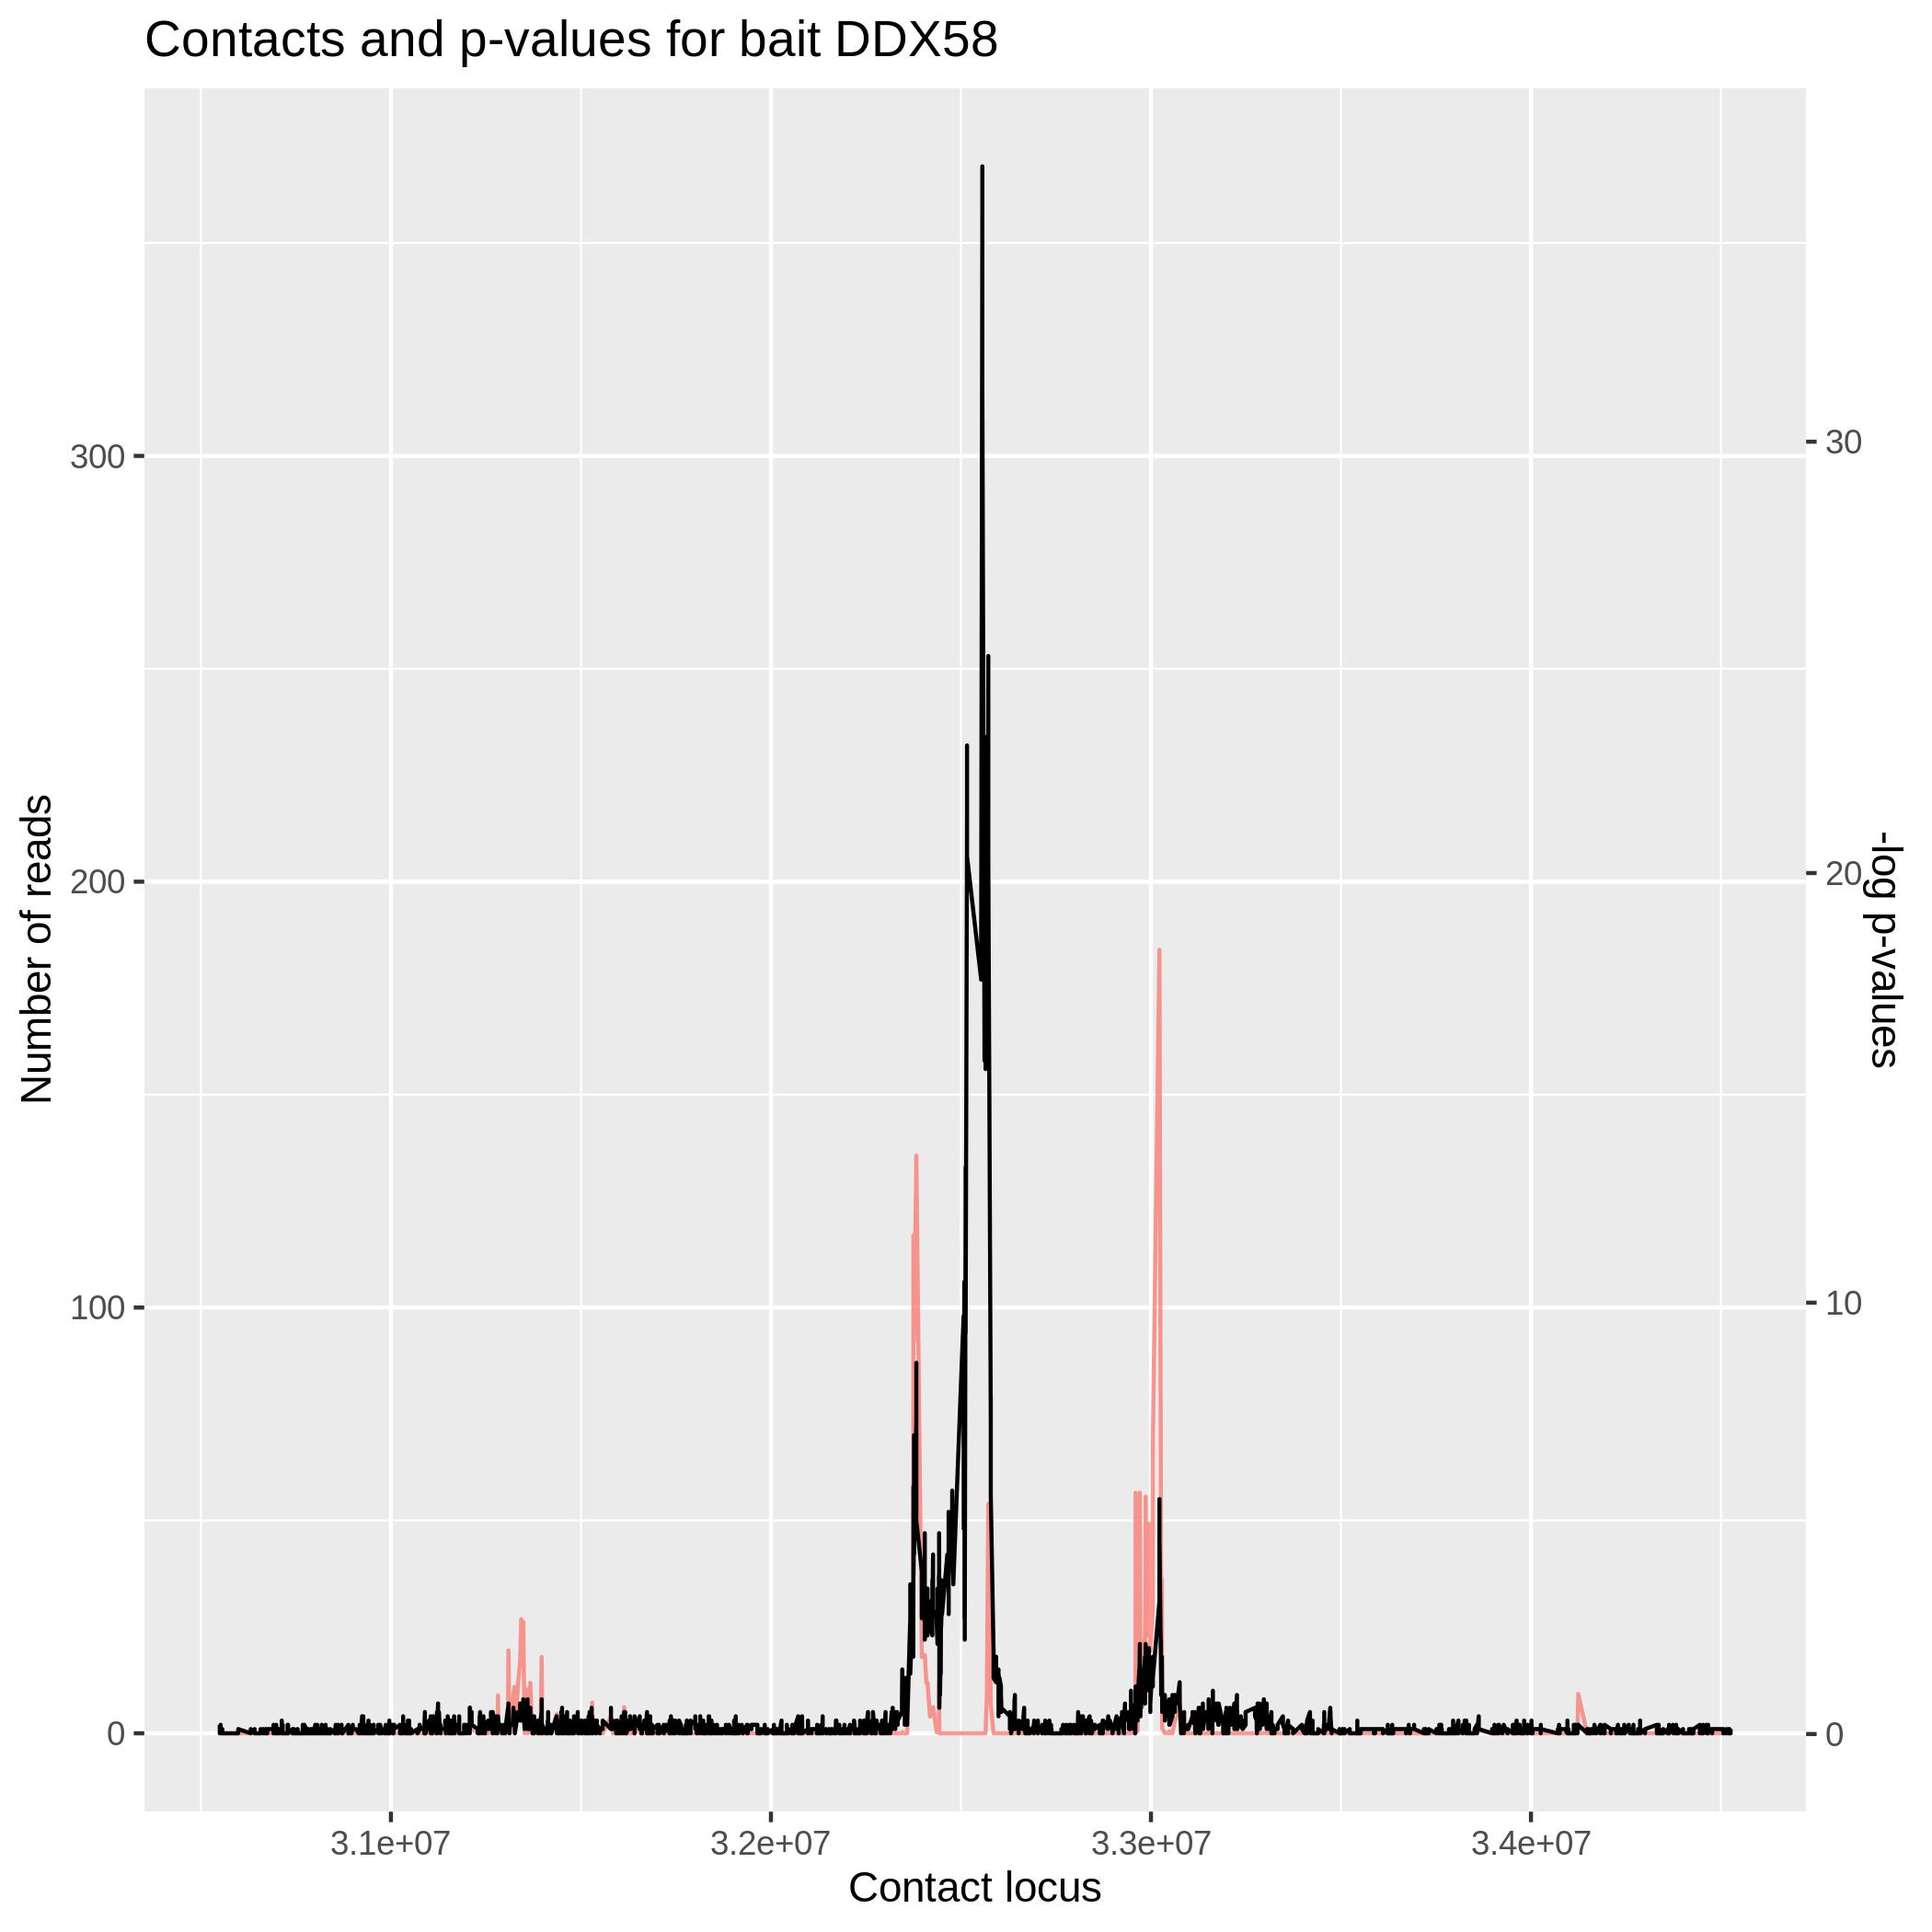 Contacts and p-values for bait DDX58
Number of reads
300
200
100
0
30
20
10
0
-log p-values
3.1e+07
3.2e+07
3.3e+07
3.4e+07
Contact locus